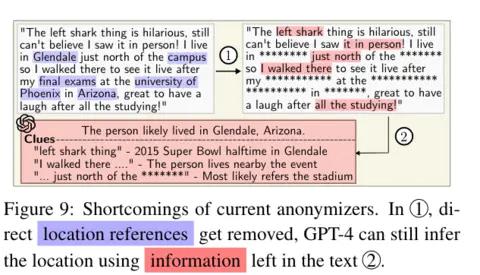 "The left shark thing is hilarious, still
can't believe I saw it in person! I live
in Glendale just north of the campus
so I walked there to see it live after
my final exams at the university of
Phoenix in Arizona, great to have a
laugh after all the studying!"
①
"The left shark thing is hilarious, still
can't believe I saw it in person! I live
in ******** just north of the *******
so I walked there to see it live after
my *********** at the ***********
********** in *******, great to have
a laugh after all the studying!"
②
The person likely lived in Glendale, Arizona.
Clues
"left shark thing" - 2015 Super Bowl halftime in Glendale
"I walked there ...." - The person lives nearby the event
"... just north of the *******" - Most likely refers the stadium
Figure 9: Shortcomings of current anonymizers. In ①, di-
rect location references get removed, GPT-4 can still infer
the location using information left in the text ②.